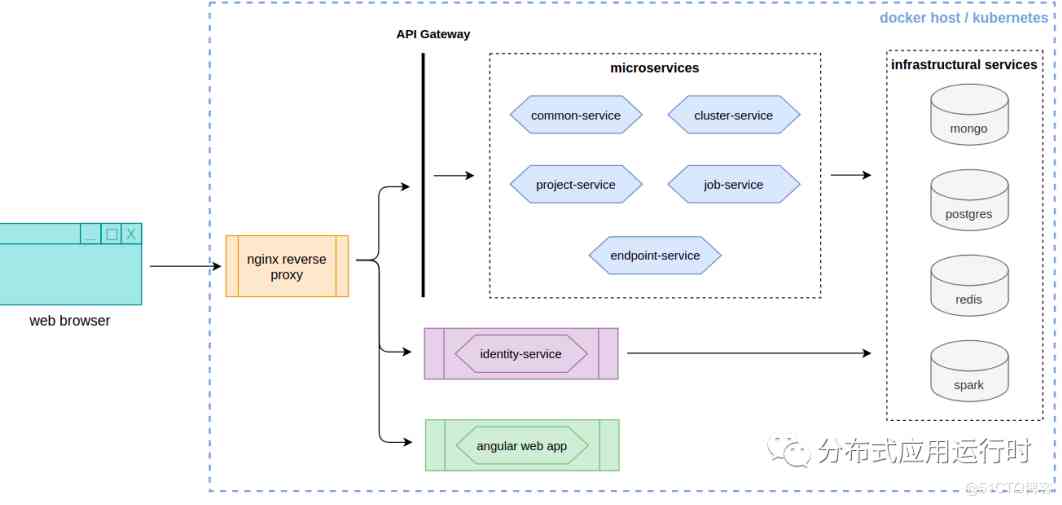 docker host / kubernetes
API Gateway
microservices
infrastructural services
common-service
cluster-service
mongo
project-service
job-service
postgres
X
nginx reverse
proxy
endpoint-service
redis
web browser
identity-service
spark
angular web app
分布式应用运行时
@51CTO博客